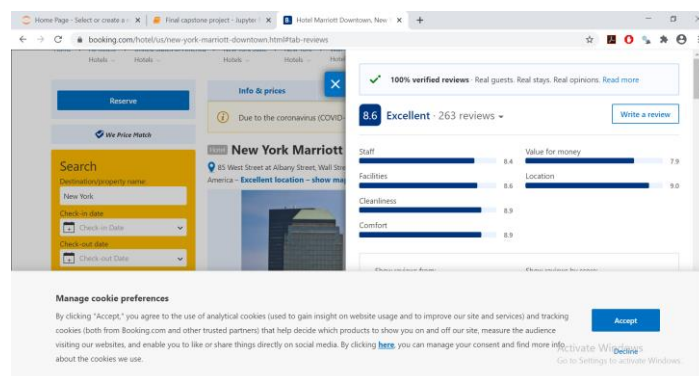 Home Page - Select or create a n
Final capstone project - Jupyter
Hotel Marriott Downtown, New
booking.com/hotel/us/new-york-marriott-downtown.html#tab-reviews
Hotels
Hotels
Hotels
Hotels
Reserve
We Price Match
Search
Destination/property name:
New York
Check-in date
Check-in Date
Check-out date
Check-out Date
Info & prices
Due to the coronavirus (COVID-
Hotel New York Marriott
85 West Street at Albany Street, Wall Stre
America – Excellent location – show map
100% verified reviews · Real guests. Real stays. Real opinions. Read more
8.6 Excellent · 263 reviews
Write a review
Staff 8.4
Value for money 7.9
Facilities 8.6
Location 9.0
Cleanliness 8.9
Comfort 8.9
Show reviews from:
Show reviews by score:
Manage cookie preferences
By clicking "Accept," you agree to the use of analytical cookies (used to gain insight on website usage and to improve our site and services) and tracking
cookies (both from Booking.com and other trusted partners) that help decide which products to show you on and off our site, measure the audience
visiting our websites, and enable you to like or share things directly on social media. By clicking here, you can manage your consent and find more info
about the cookies we use.
Accept
Decline
Activate Windows
Go to Settings to activate Windows.